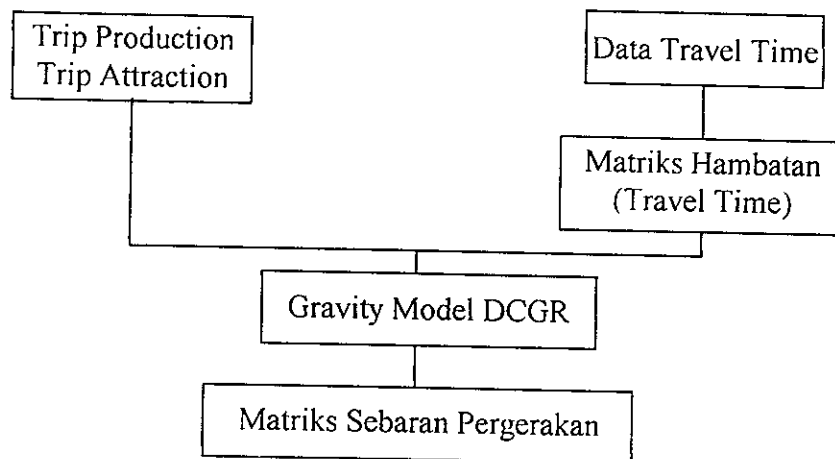 Trip Production
Trip Attraction
Data Travel Time
Matriks Hambatan
(Travel Time)
Gravity Model DCGR
Matriks Sebaran Pergerakan